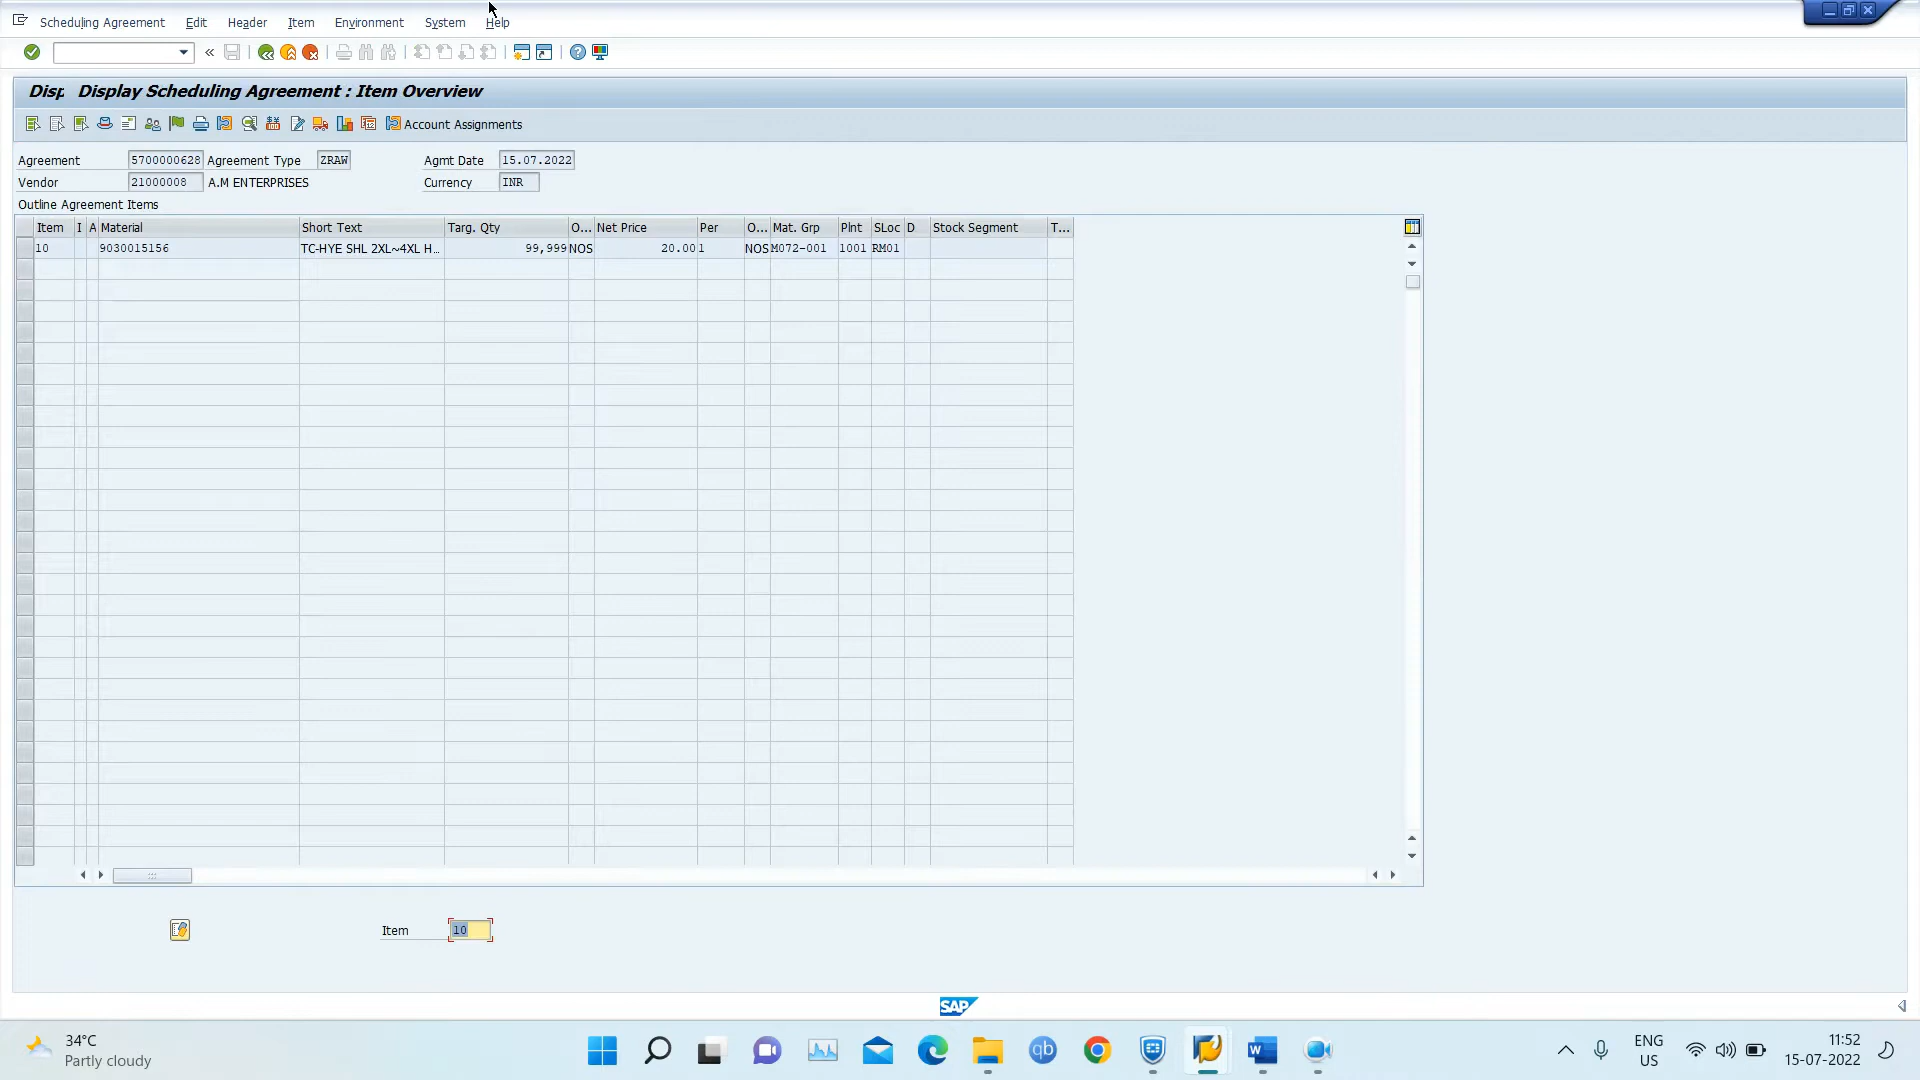 Scheduling Agreement Edit Header Item Environment System Help
Disp Display Scheduling Agreement : Item Overview
Account Assignments
Agreement 5700000628 Agreement Type ZRAW Agmt Date 15.07.2022
Vendor 21000008 A.M ENTERPRISES Currency INR
Outline Agreement Items
Item I A Material Short Text Targ. Qty O... Net Price Per O... Mat. Grp Plnt SLoc D Stock Segment T...
10 9030015156 TC-HYE SHL 2XL~4XL H... 99,999 NOS 20.00 1 NOS M072-001 1001 RM01
Item 10
SAP
34°C
Partly cloudy
qb
W
ENG
US
11:52
15-07-2022